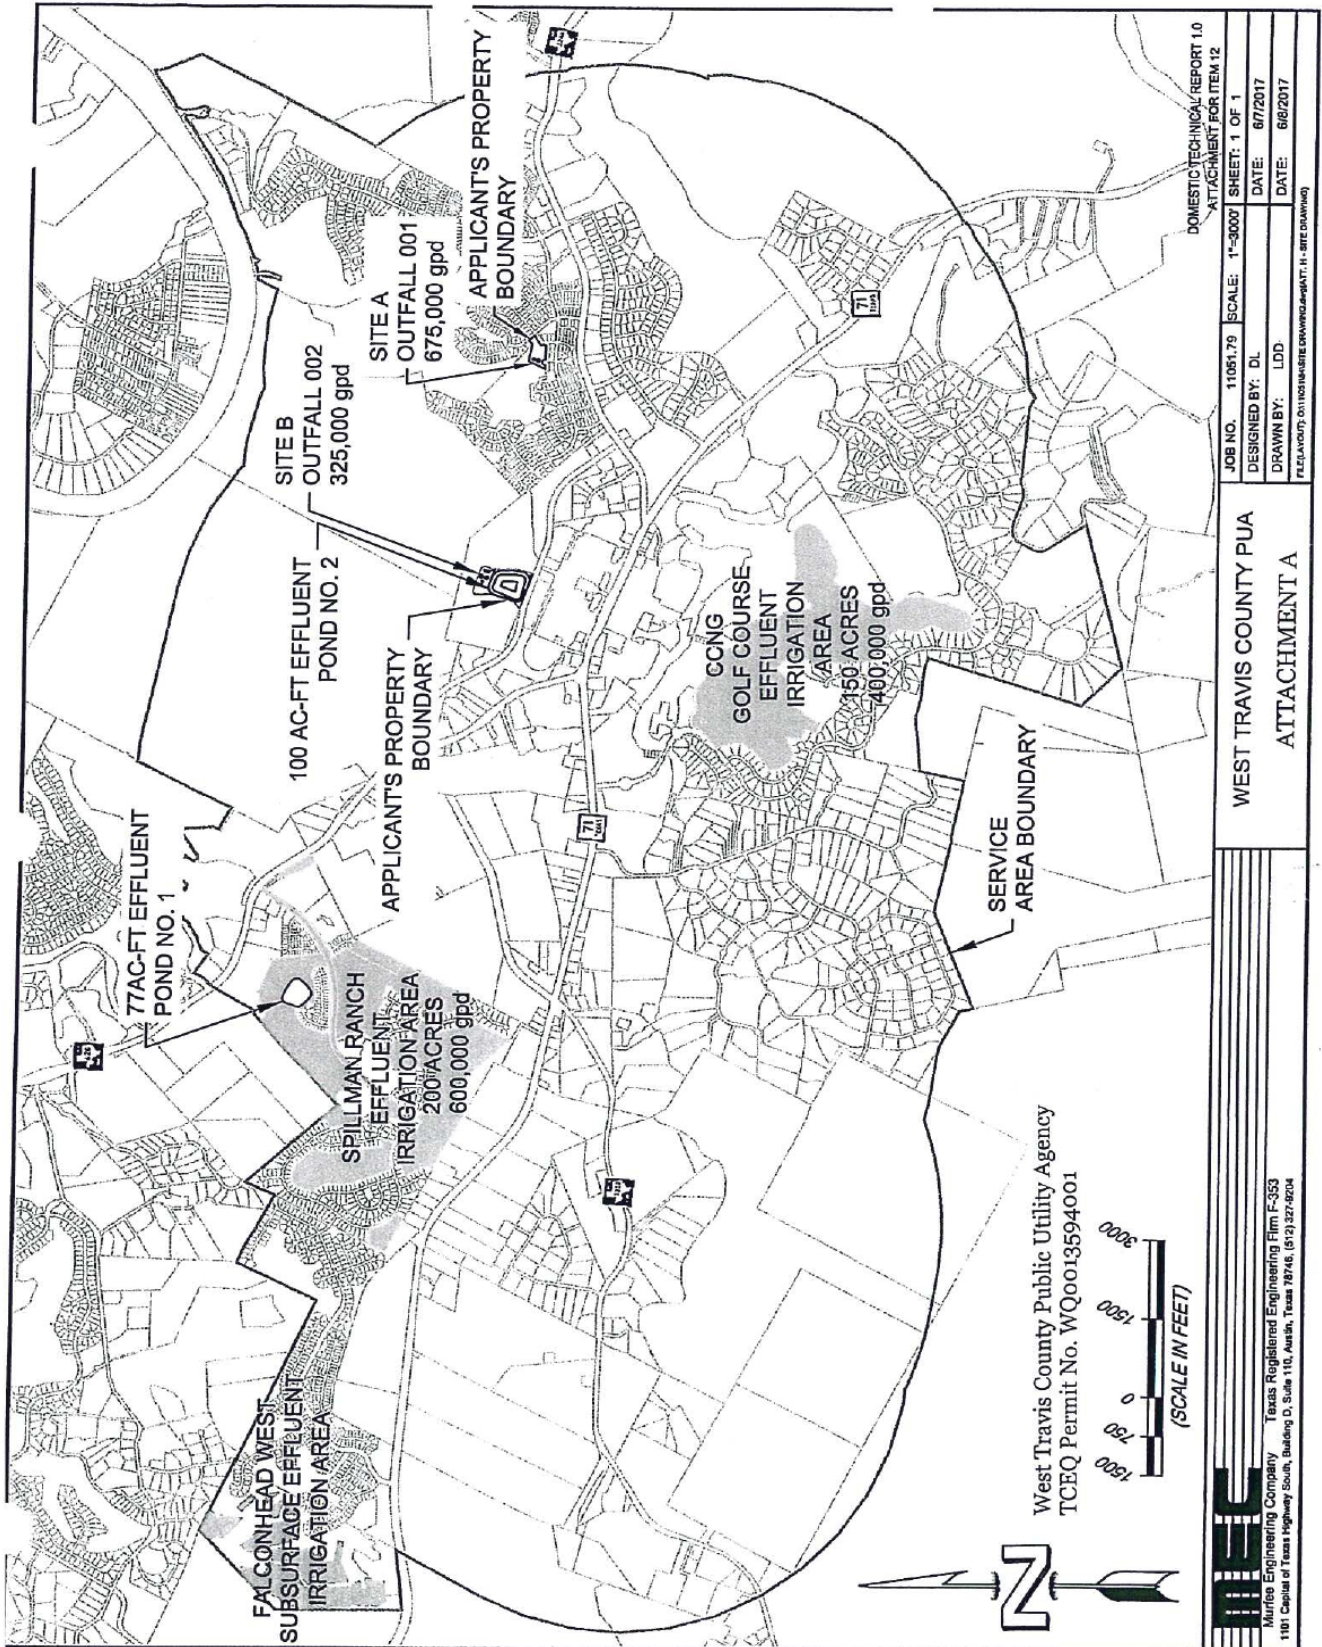 FALCONHEAD WEST
SUBSURFACE EFFLUENT
IRRIGATION AREA
77AC-FT EFFLUENT
POND NO. 1
SPILLMAN RANCH
EFFLUENT
IRRIGATION AREA
200 ACRES
600,000 gpd
100 AC-FT EFFLUENT
POND NO. 2
APPLICANT'S PROPERTY
BOUNDARY
SITE B
OUTFALL 002
325,000 gpd
SITE A
OUTFALL 001
675,000 gpd
APPLICANT'S PROPERTY
BOUNDARY
71
71
CCNG
GOLF COURSE
EFFLUENT
IRRIGATION
AREA
150 ACRES
400,000 gpd
SERVICE
AREA BOUNDARY
N
West Travis County Public Utility Agency
TCEQ Permit No. WQ0013594001
1500 750 0 1500 3000
(SCALE IN FEET)
DOMESTIC TECHNICAL REPORT 1.0
ATTACHMENT FOR ITEM 12
MEC
Murfee Engineering Company Texas Registered Engineering Firm F-353
1101 Capital of Texas Highway South, Building D, Suite 110, Austin, Texas 78746, (512) 327-9204
WEST TRAVIS COUNTY PUA
ATTACHMENT A
JOB NO. 11051.79 SCALE: 1"=3000' SHEET: 1 OF 1
DESIGNED BY: DL DATE: 6/7/2017
DRAWN BY: LDD DATE: 6/8/2017